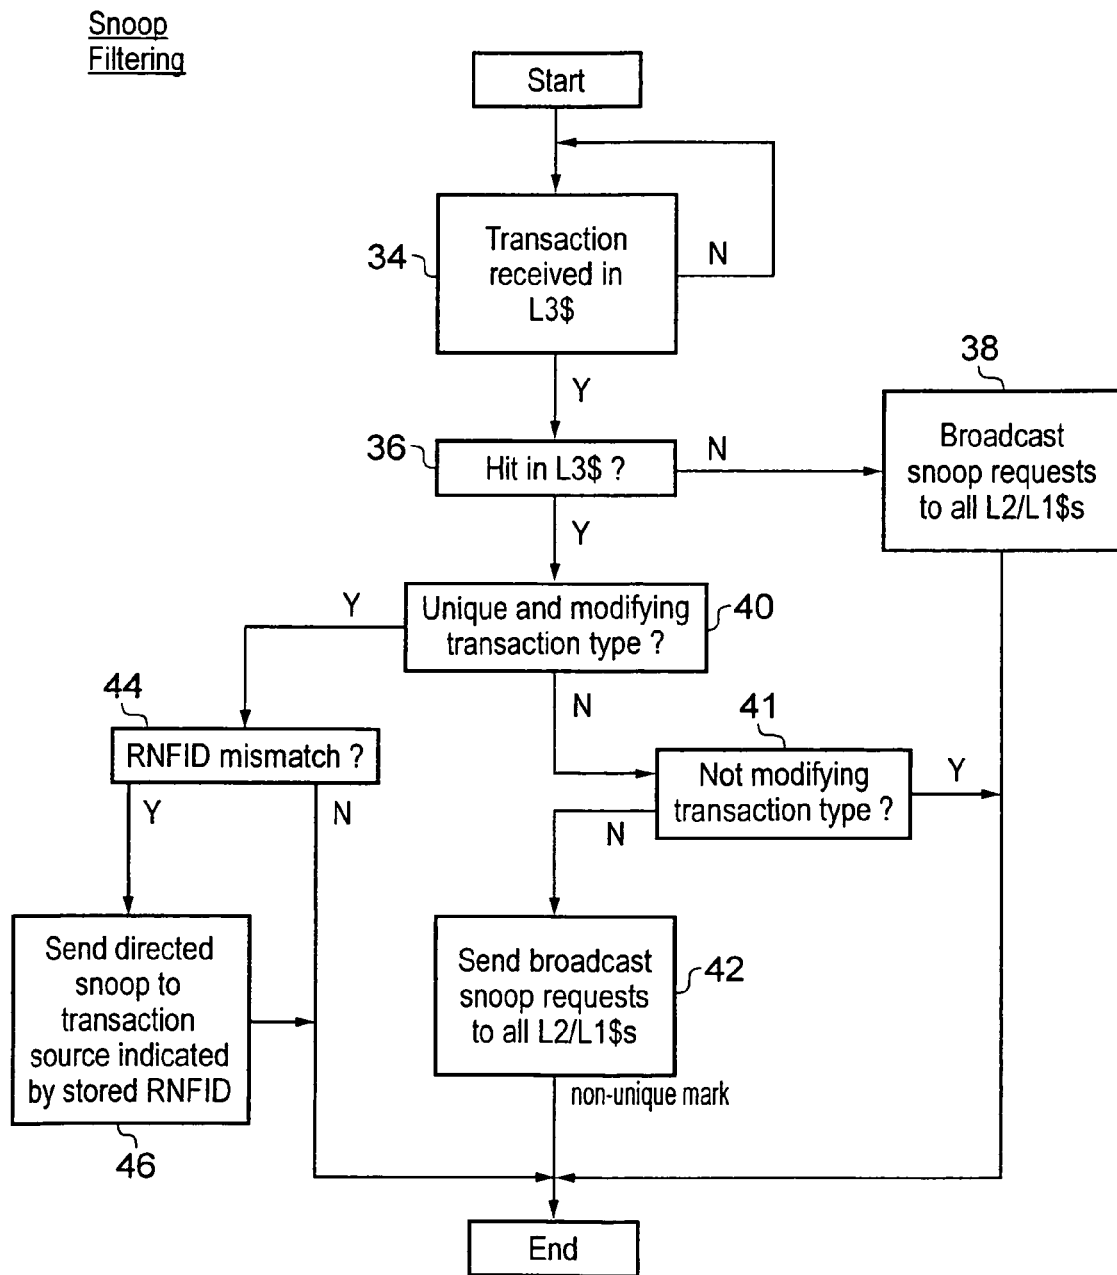 Snoop
Filtering
Start
34
Transaction
received in
L3$
N
Y
38
36
Hit in L3$ ?
N
Broadcast
snoop requests
to all L2/L1$s
Y
Y
Unique and modifying
transaction type ?
40
44
N
41
RNFID mismatch ?
Not modifying
transaction type ?
Y
Y
N
N
Send directed
snoop to
transaction
source indicated
by stored RNFID
Send broadcast
snoop requests
to all L2/L1$s
42
non-unique mark
46
End